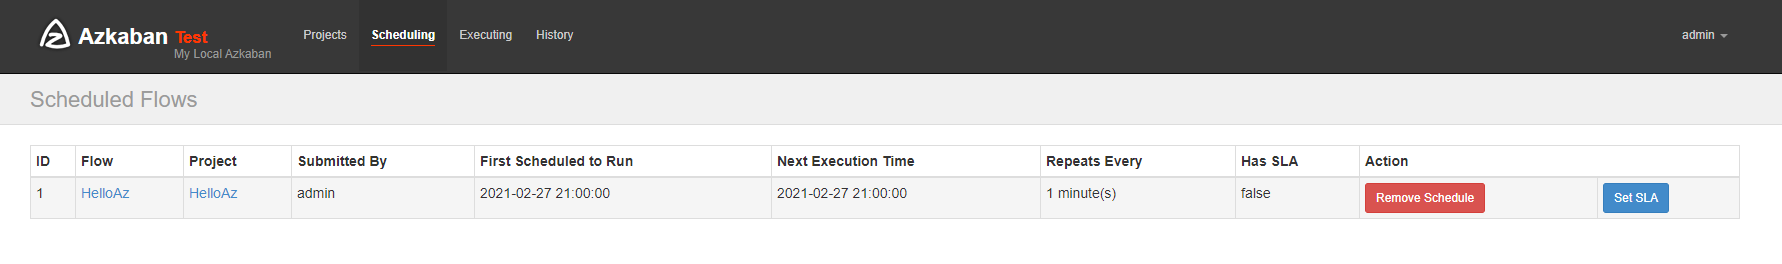 Azkaban Test
My Local Azkaban
Projects Scheduling Executing History admin
Scheduled Flows
ID Flow Project Submitted By First Scheduled to Run Next Execution Time Repeats Every Has SLA Action
1 HelloAz HelloAz admin 2021-02-27 21:00:00 2021-02-27 21:00:00 1 minute(s) false Remove Schedule Set SLA